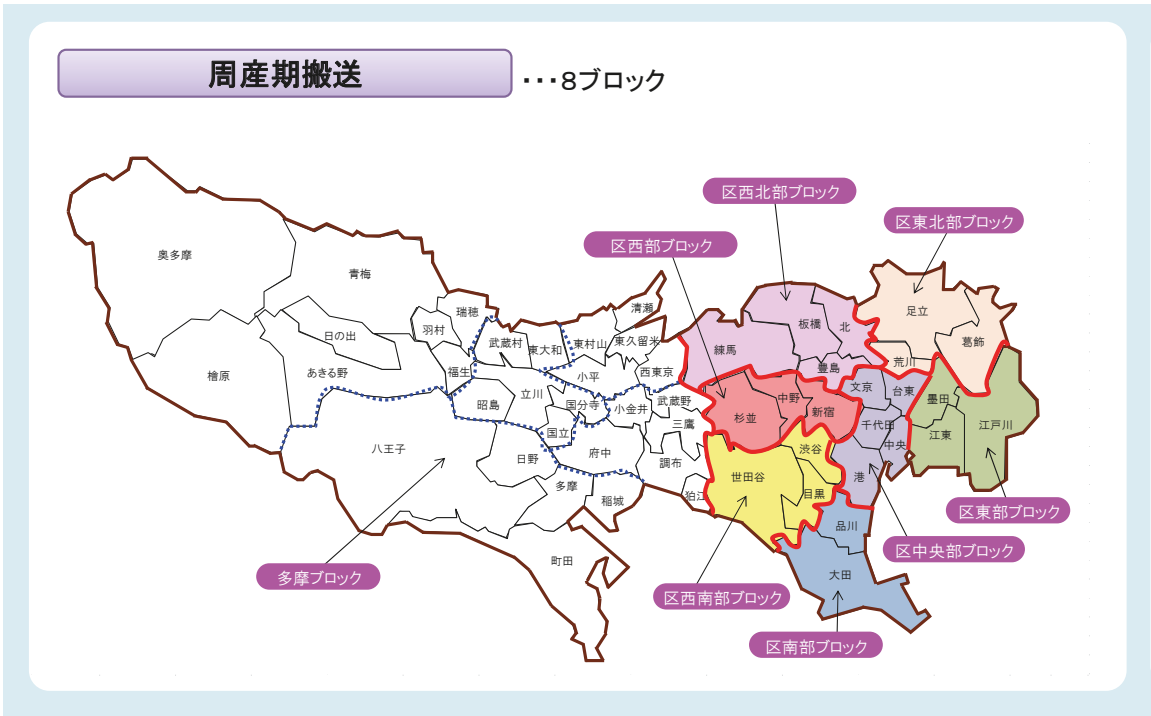 周産期搬送
･･･8ブロック
区西北部ブロック
区東北部ブロック
区西部ブロック
奥多摩
青梅
瑞穂
清瀬
足立
羽村
日の出
武蔵村
東大和
東村山
東久留米
板橋
北
葛飾
練馬
荒川
檜原
あきる野
福生
小平
西東京
豊島
文京
台東
昭島
立川
国分寺
小金井
武蔵野
杉並
中野
新宿
墨田
江東
江戸川
三鷹
千代田
中央
国立
八王子
日野
府中
調布
渋谷
世田谷
港
多摩
稲城
狛江
目黒
品川
町田
大田
区東部ブロック
区中央部ブロック
多摩ブロック
区西南部ブロック
区南部ブロック